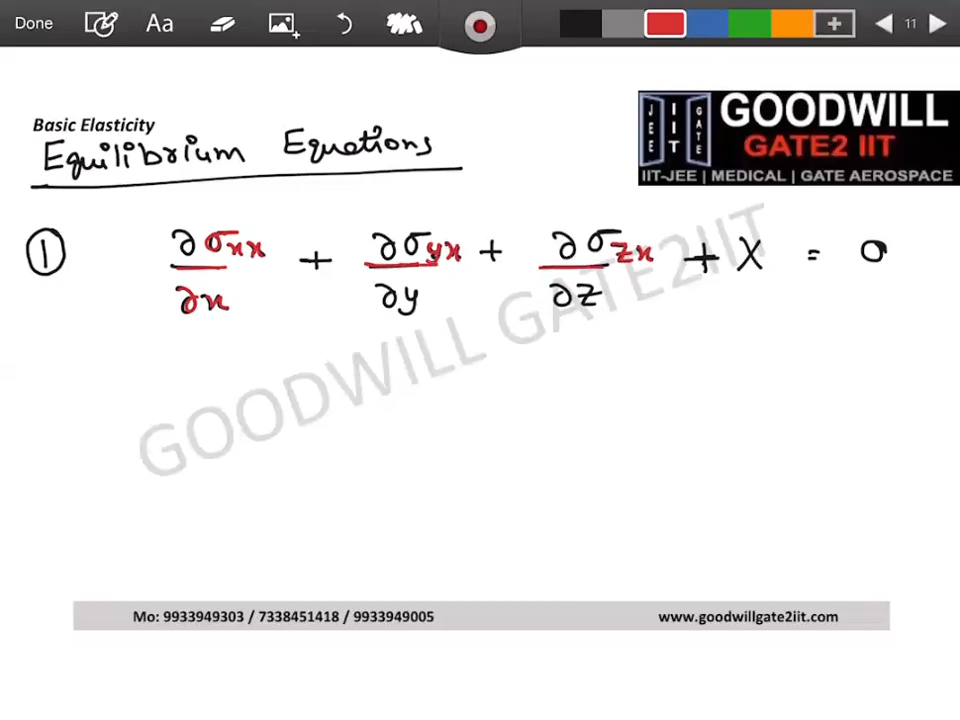 Done Aa 11
Basic Elasticity
Equilibrium Equations
JEE IIT GATE GOODWILL
GATE2 IIT
IIT-JEE | MEDICAL | GATE AEROSPACE
① ∂σxx/∂x + ∂σyx/∂y + ∂σzx/∂z + X = 0
GOODWILL GATE2IIT
Mo: 9933949303 / 7338451418 / 9933949005 www.goodwillgate2iit.com